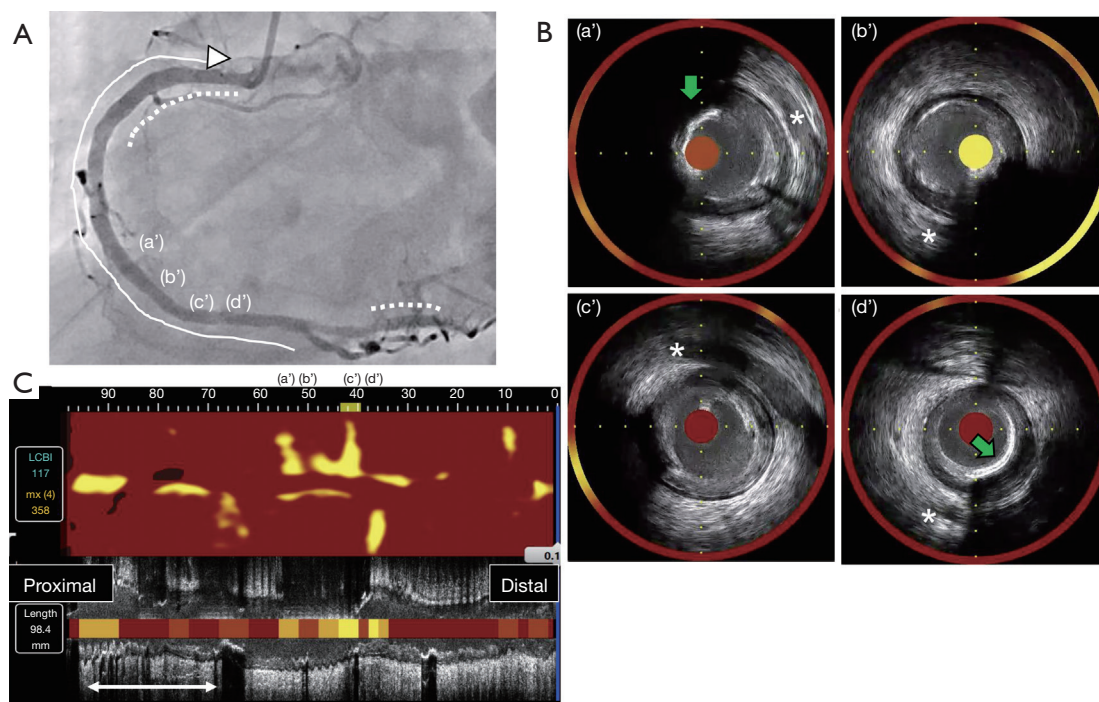 A
(a’)
(b’)
(c’) (d’)
B
(a’)
*
(b’)
*
(c’)
*
(d’)
*
C
(a’) (b’) (c’) (d’)
90 80 70 60 50 40 30 20 10 0
LCBI
117
mx (4)
358
0.1
Proximal
Distal
Length
98.4
mm